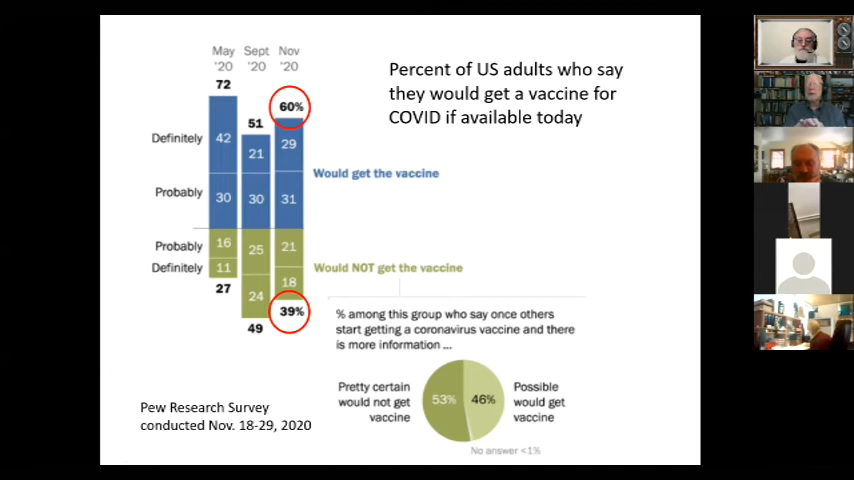 Percent of US adults who say
they would get a vaccine for
COVID if available today
May Sept Nov
'20 '20 '20
72 51 60%
Definitely 42 21 29
Would get the vaccine
Probably 30 30 31
Probably 16 25 21
Would NOT get the vaccine
Definitely 11 24 18
27 49 39%
% among this group who say once others
start getting a coronavirus vaccine and there
is more information ...
Pretty certain
would not get
vaccine
53% 46%
Possible
would get
vaccine
No answer <1%
Pew Research Survey
conducted Nov. 18-29, 2020